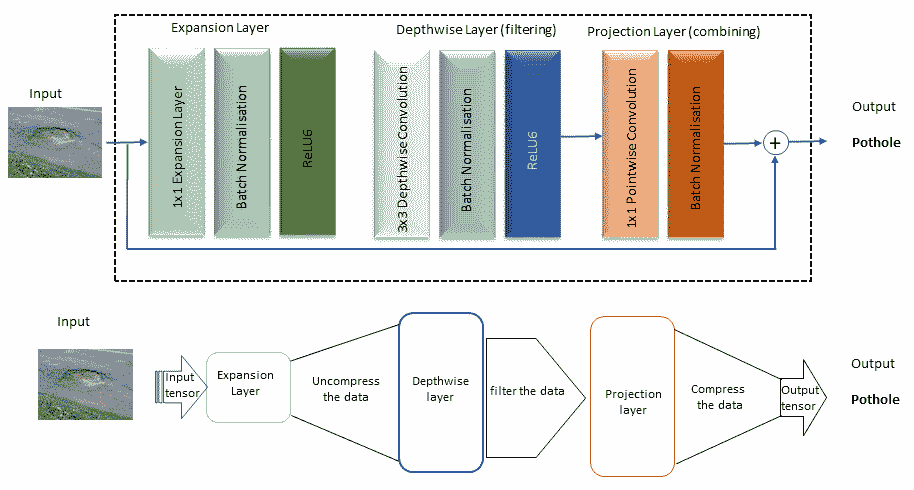 Expansion Layer
Depthwise Layer (filtering)
Projection Layer (combining)
Input
1x1 Expansion Layer
Batch Normalisation
ReLU6
3x3 Depthwise Convolution
Batch Normalisation
ReLU6
1x1 Pointwise Convolution
Batch Normalisation
+
Output
Pothole
Input
Input
tensor
Expansion
Layer
Uncompress
the data
Depthwise
layer
filter the data
Projection
layer
Compress
the data
Output
tensor
Output
Pothole